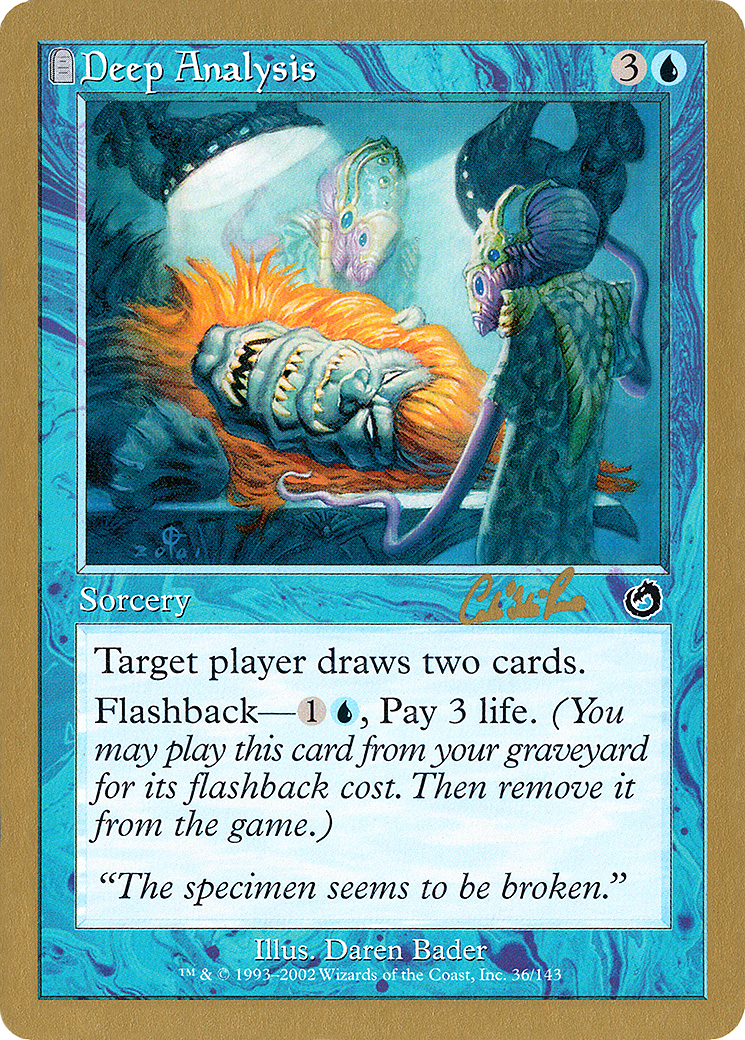 Deep Analysis 3
2001
Sorcery
Target player draws two cards.
Flashback—1, Pay 3 life. (You
may play this card from your graveyard
for its flashback cost. Then remove it
from the game.)
“The specimen seems to be broken.”
Illus. Daren Bader
™ & © 1993–2002 Wizards of the Coast, Inc. 36/143